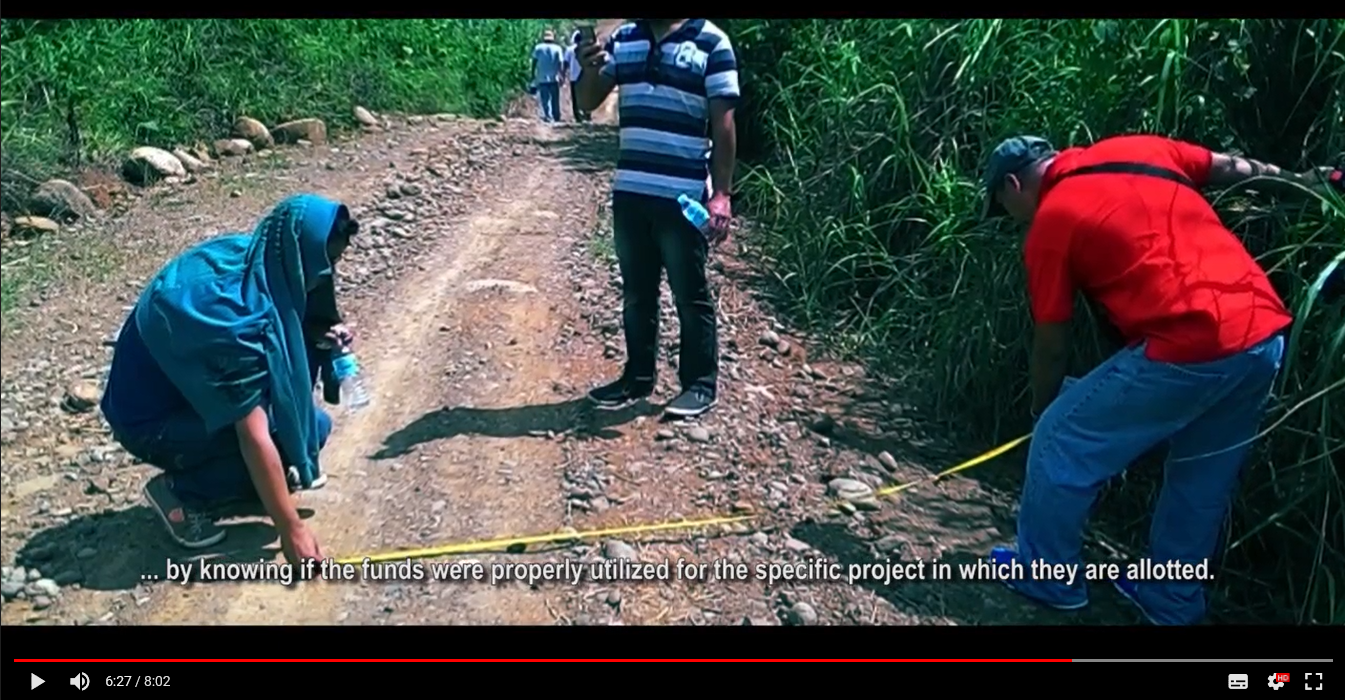 ... by knowing if the funds were properly utilized for the specific project in which they are allotted.
6:27 / 8:02
HD